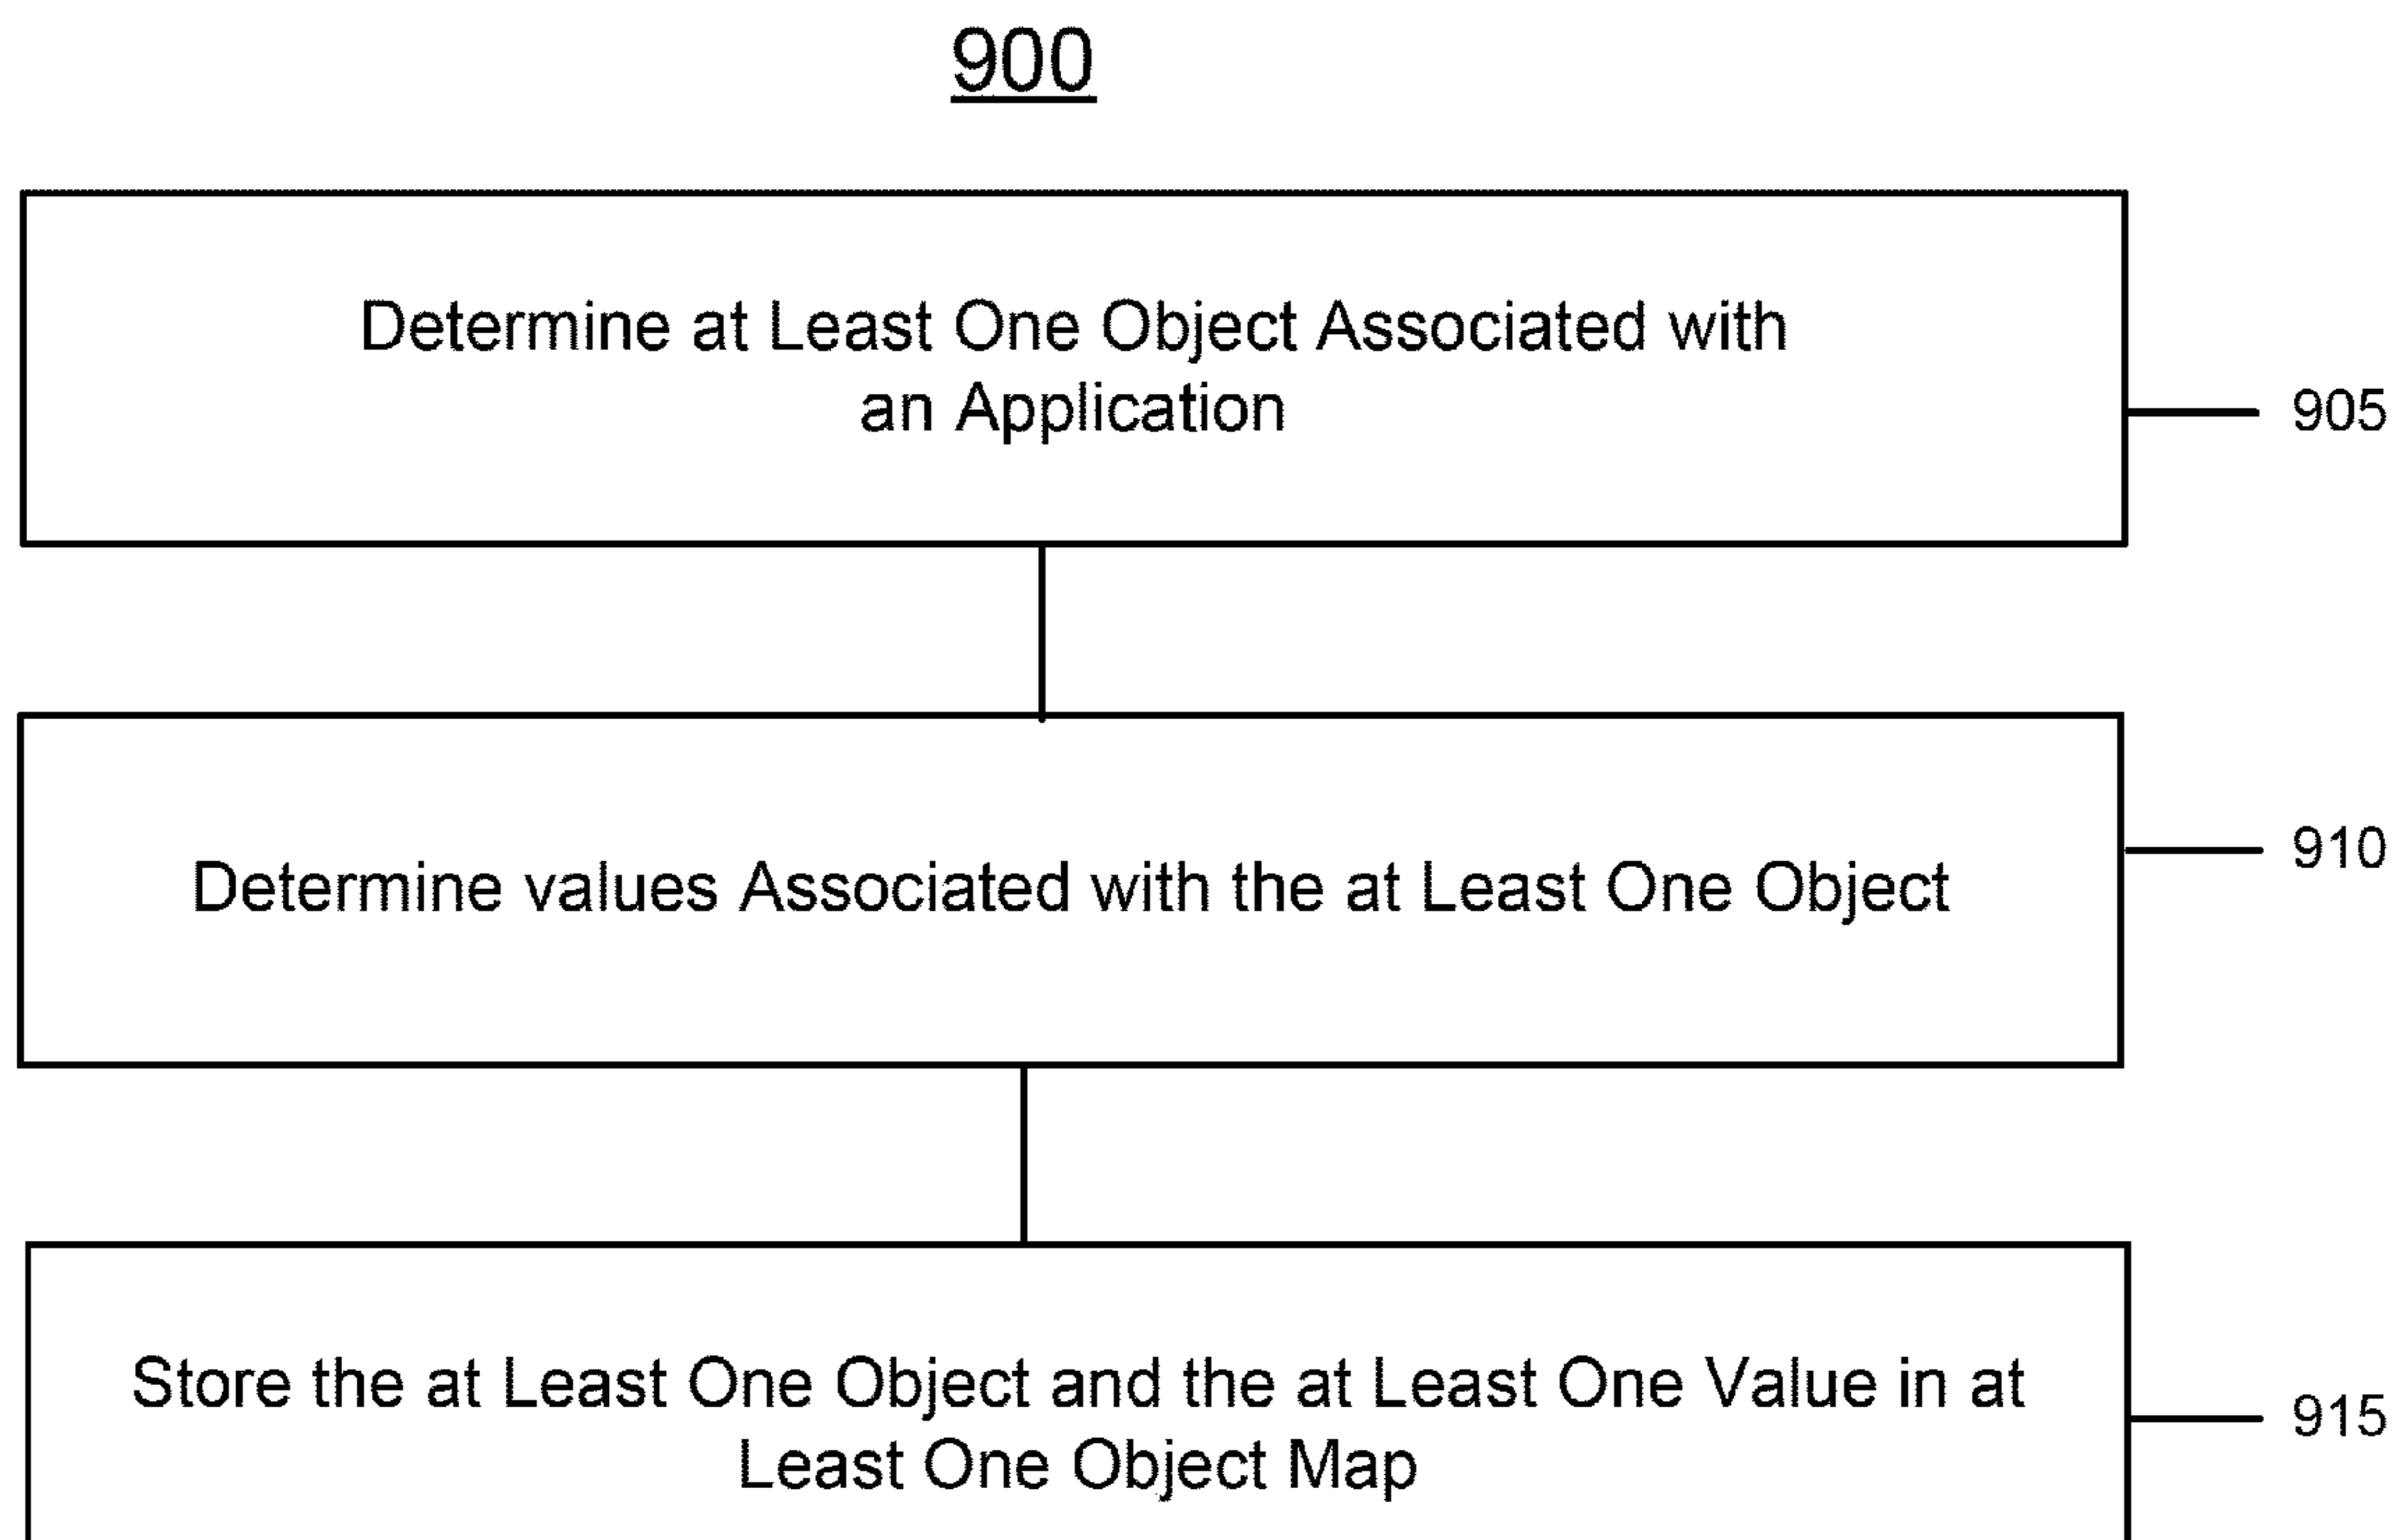 900
Determine at Least One Object Associated with
an Application
905
Determine values Associated with the at Least One Object
910
Store the at Least One Object and the at Least One Value in at
Least One Object Map
915